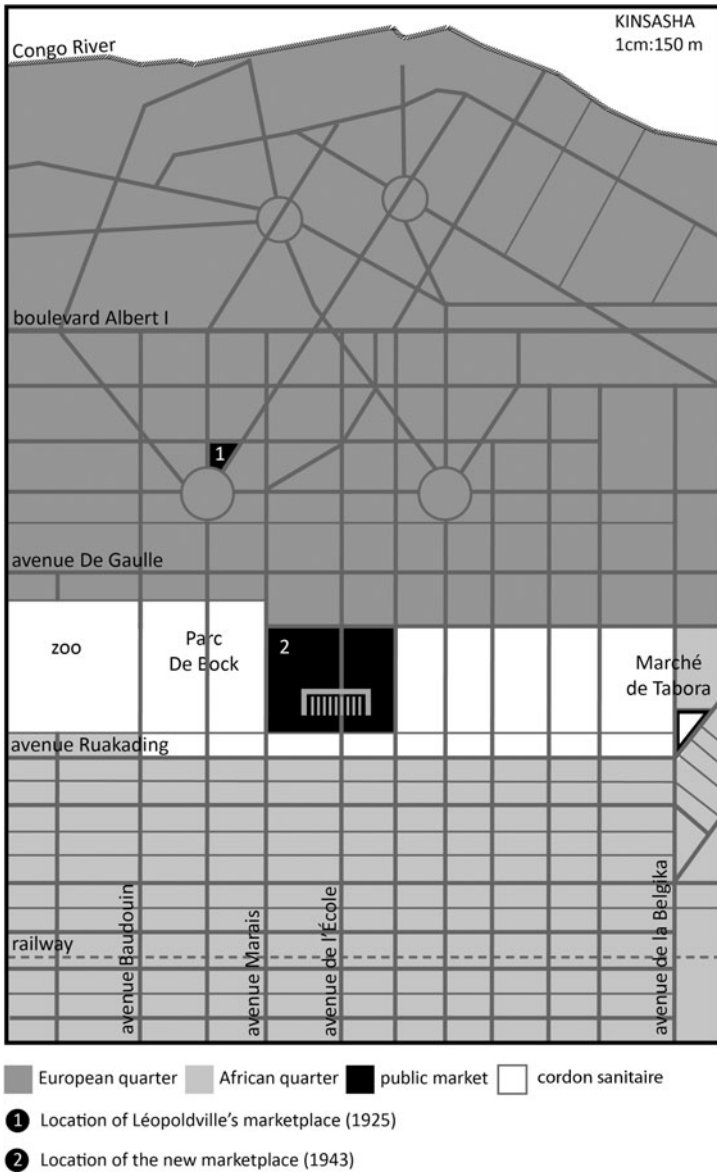 KINSASHA
1cm:150 m
Congo River
boulevard Albert I
1
avenue De Gaulle
zoo
Parc
De Bock
2
Marché
de Tabora
avenue Ruakading
avenue Baudouin
avenue Marais
avenue de l'École
avenue de la Belgika
railway
European quarter
African quarter
public market
cordon sanitaire
1 Location of Léopoldville's marketplace (1925)
2 Location of the new marketplace (1943)